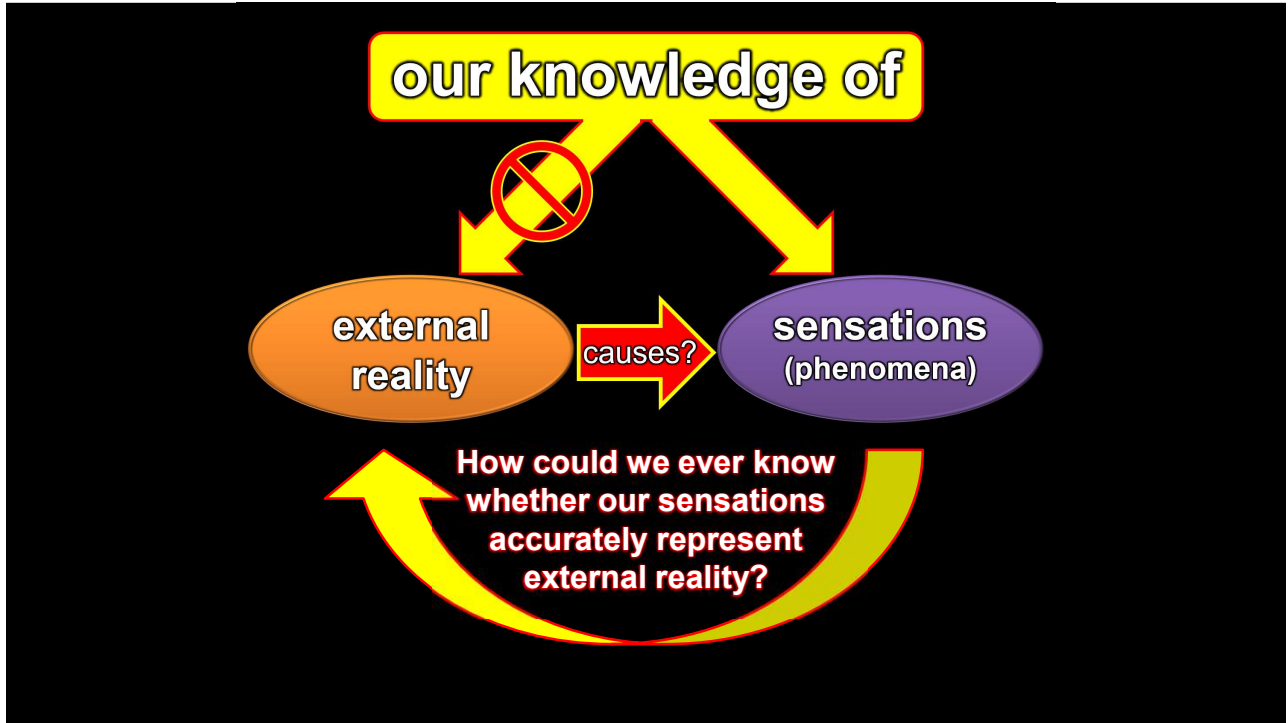 our knowledge of
external
reality
causes?
sensations
(phenomena)
How could we ever know
whether our sensations
accurately represent
external reality?